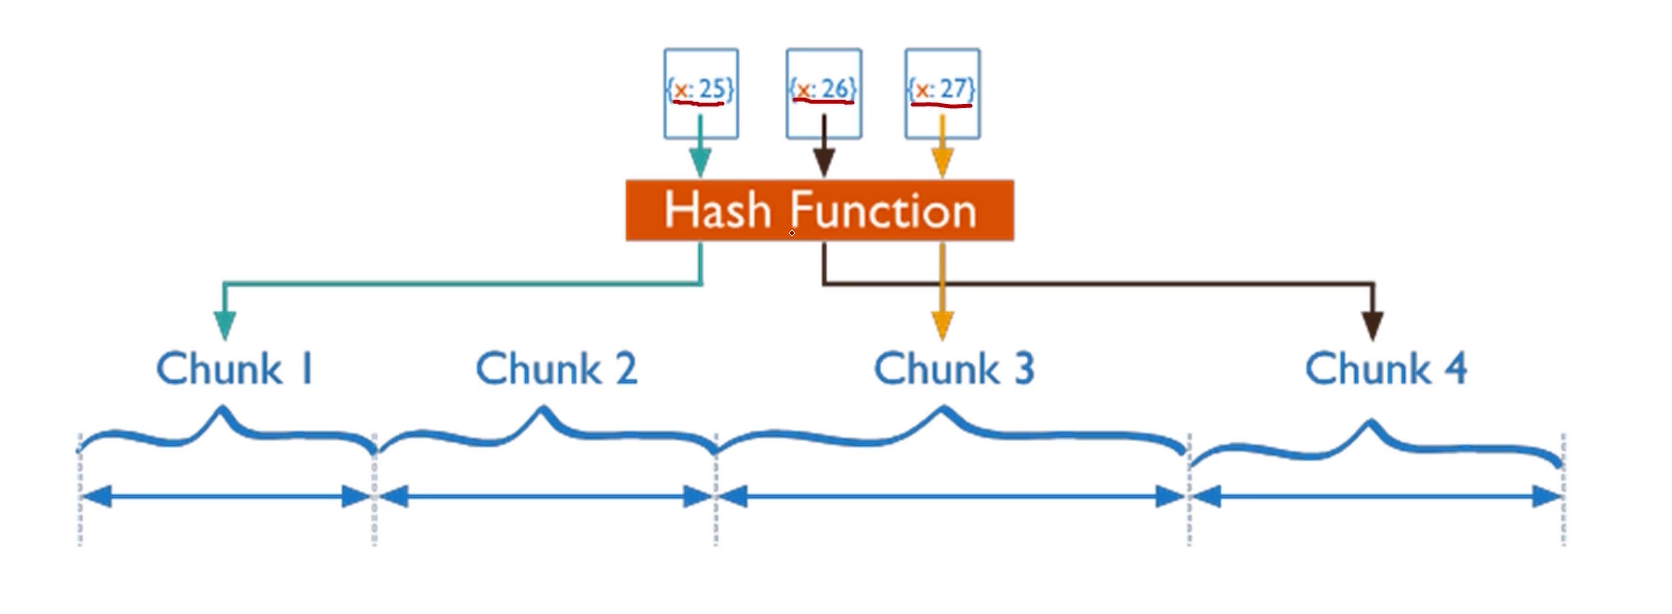 {x: 25}
{x: 26}
{x: 27}
Hash Function
Chunk 1
Chunk 2
Chunk 3
Chunk 4